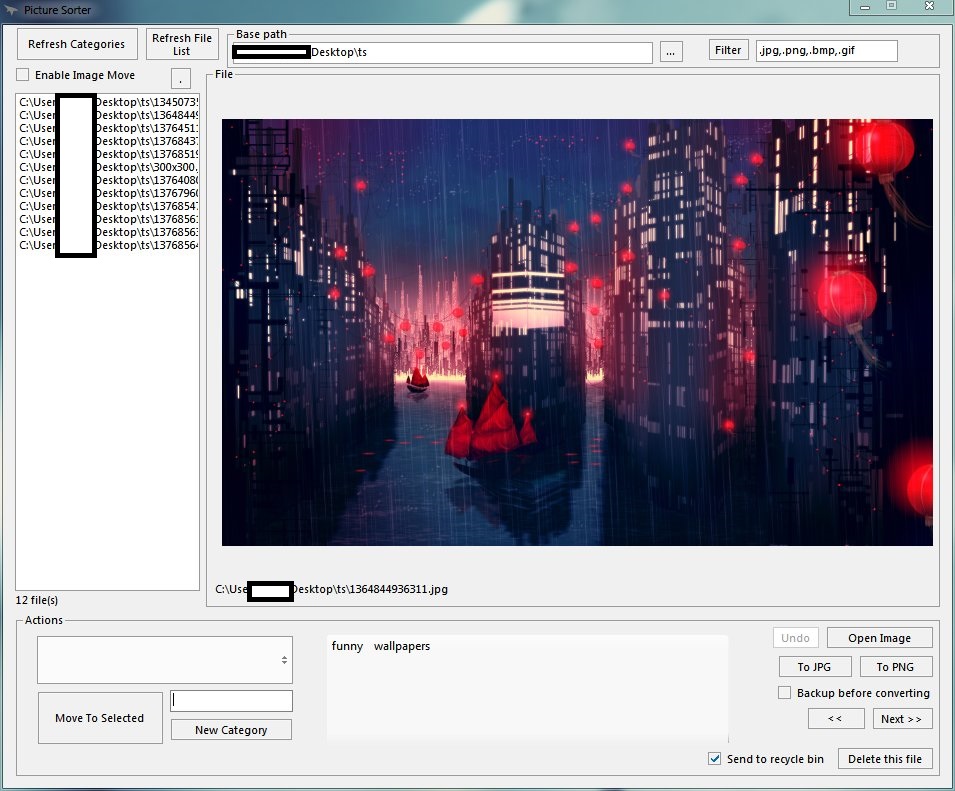 Picture Sorter
Refresh Categories
Refresh File
List
Base path
Desktop\ts
...
Filter
.jpg,.png,.bmp,.gif
Enable Image Move
.
File
C:\User Desktop\ts\1345073
C:\User Desktop\ts\1364844
C:\User Desktop\ts\1376451
C:\User Desktop\ts\1376843
C:\User Desktop\ts\1376851
C:\User Desktop\ts\300x300.
C:\User Desktop\ts\1376408
C:\User Desktop\ts\1376796
C:\User Desktop\ts\1376854
C:\User Desktop\ts\1376856
C:\User Desktop\ts\1376856
C:\User Desktop\ts\1376856
12 file(s)
C:\Use Desktop\ts\1364844936311.jpg
Actions
funny wallpapers
Undo
Open Image
To JPG
To PNG
Backup before converting
Move To Selected
New Category
<<
Next >>
Send to recycle bin
Delete this file